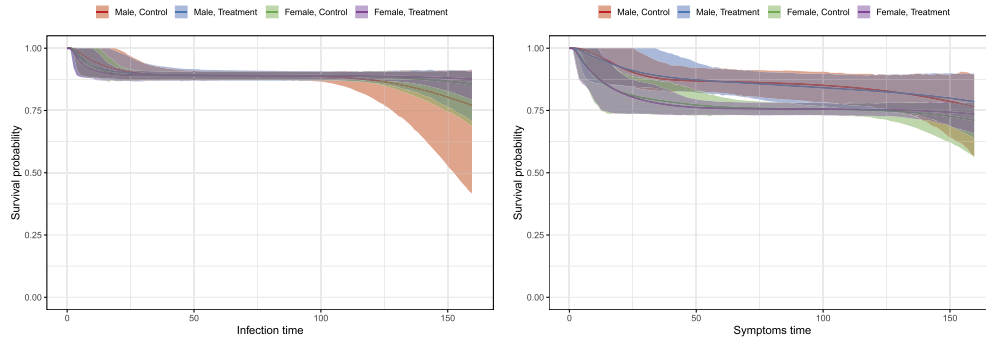 Male, Control Male, Treatment Female, Control Female, Treatment
1.00
0.75
0.50
0.25
0.00
Survival probability
0 50 100 150
Infection time
Male, Control Male, Treatment Female, Control Female, Treatment
1.00
0.75
0.50
0.25
0.00
Survival probability
0 50 100 150
Symptoms time